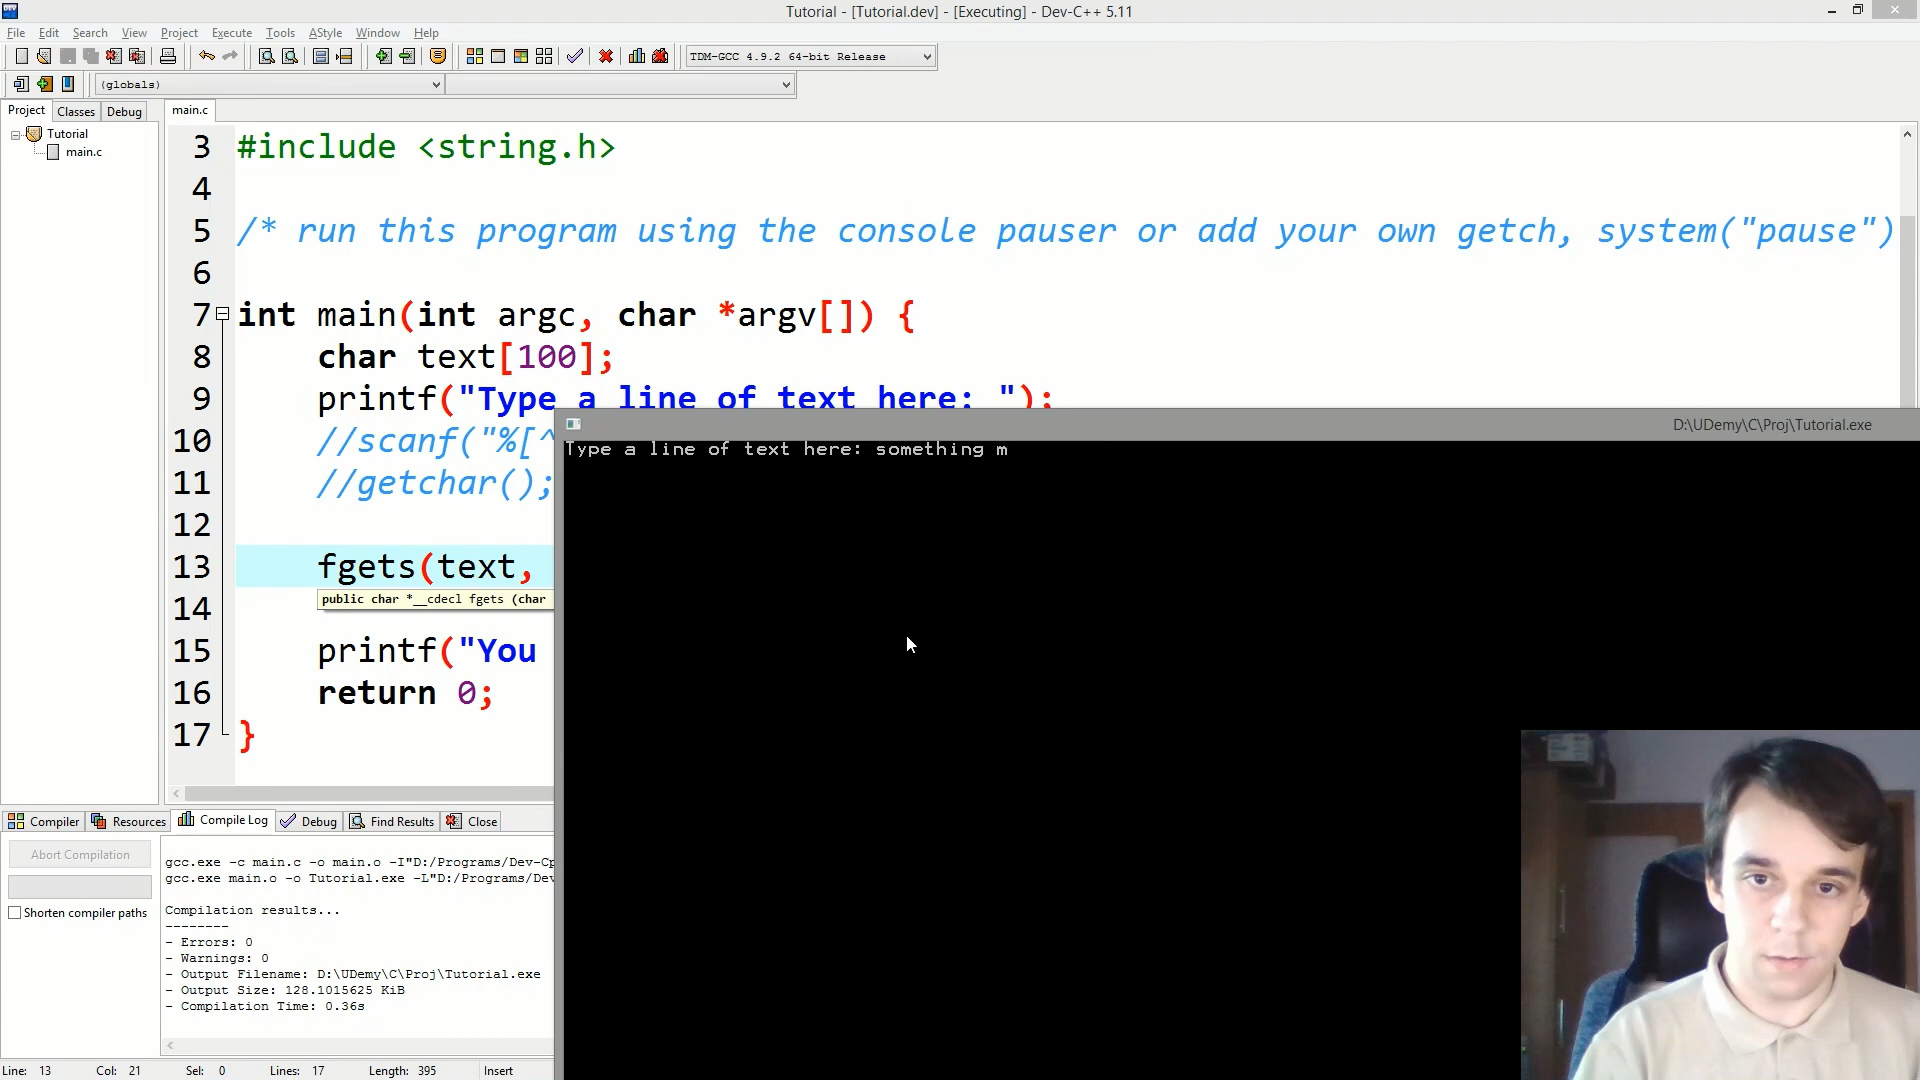 Tutorial - [Tutorial.dev] - [Executing] - Dev-C++ 5.11
File Edit Search View Project Execute Tools AStyle Window Help
TDM-GCC 4.9.2 64-bit Release
(globals)
Project Classes Debug
main.c
Tutorial
main.c
3 #include <string.h>
4
5 /* run this program using the console pauser or add your own getch, system("pause")
6
7 int main(int argc, char *argv[]) {
8 char text[100];
9 printf("Type a line of text here: ");
10 //scanf("%[^
11 //getchar();
12
13 fgets(text,
public char *__cdecl fgets (char
14
15 printf("You
16 return 0;
17 }
D:\UDemy\C\Proj\Tutorial.exe
Type a line of text here: something m
Compiler Resources Compile Log Debug Find Results Close
Abort Compilation
Shorten compiler paths
gcc.exe -c main.c -o main.o -I"D:/Programs/Dev-Cp
gcc.exe main.o -o Tutorial.exe -L"D:/Programs/Dev
Compilation results...
--------
- Errors: 0
- Warnings: 0
- Output Filename: D:\UDemy\C\Proj\Tutorial.exe
- Output Size: 128.1015625 KiB
- Compilation Time: 0.36s
Line: 13 Col: 21 Sel: 0 Lines: 17 Length: 395 Insert